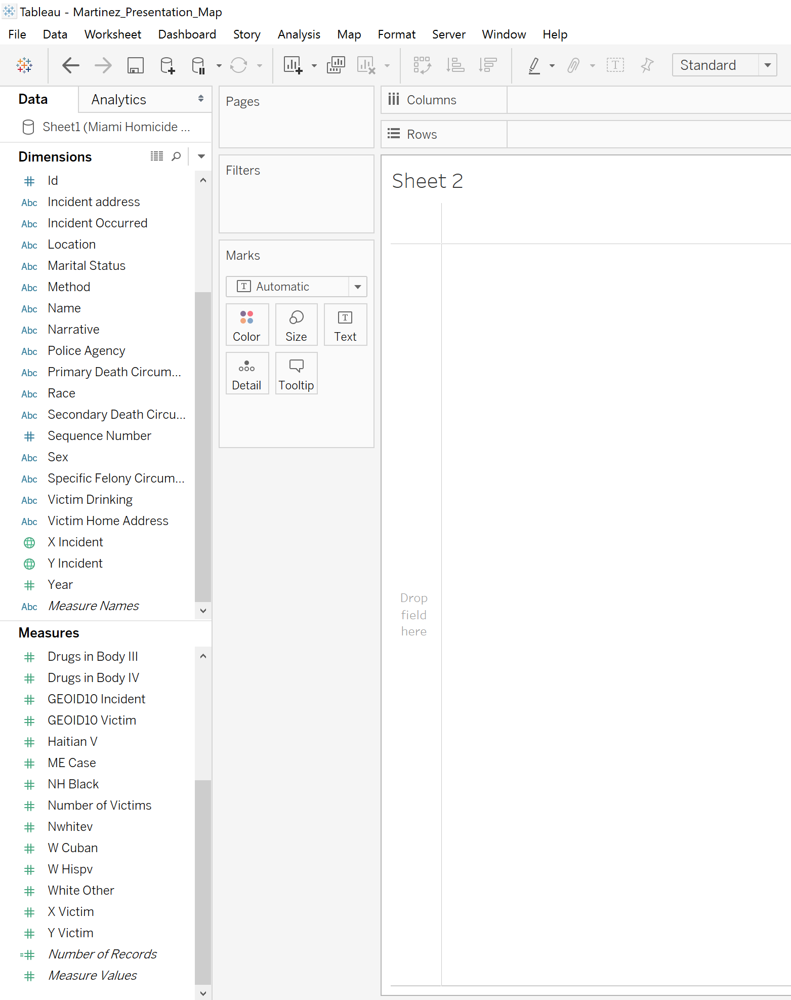 Tableau - Martinez_Presentation_Map
File Data Worksheet Dashboard Story Analysis Map Format Server Window Help
Standard
Data Analytics
Sheet1 (Miami Homicide ...
Dimensions
# Id
Abc Incident address
Abc Incident Occurred
Abc Location
Abc Marital Status
Abc Method
Abc Name
Abc Narrative
Abc Police Agency
Abc Primary Death Circum...
Abc Race
Abc Secondary Death Circu...
# Sequence Number
Abc Sex
Abc Specific Felony Circum...
Abc Victim Drinking
Abc Victim Home Address
X Incident
Y Incident
# Year
Abc Measure Names
Measures
# Drugs in Body III
# Drugs in Body IV
# GEOID10 Incident
# GEOID10 Victim
# Haitian V
# ME Case
# NH Black
# Number of Victims
# Nwhitev
# W Cuban
# W Hispv
# White Other
# X Victim
# Y Victim
=# Number of Records
# Measure Values
Pages
Filters
Marks
T Automatic
Color Size Text
Detail Tooltip
Columns
Rows
Sheet 2
Drop
field
here